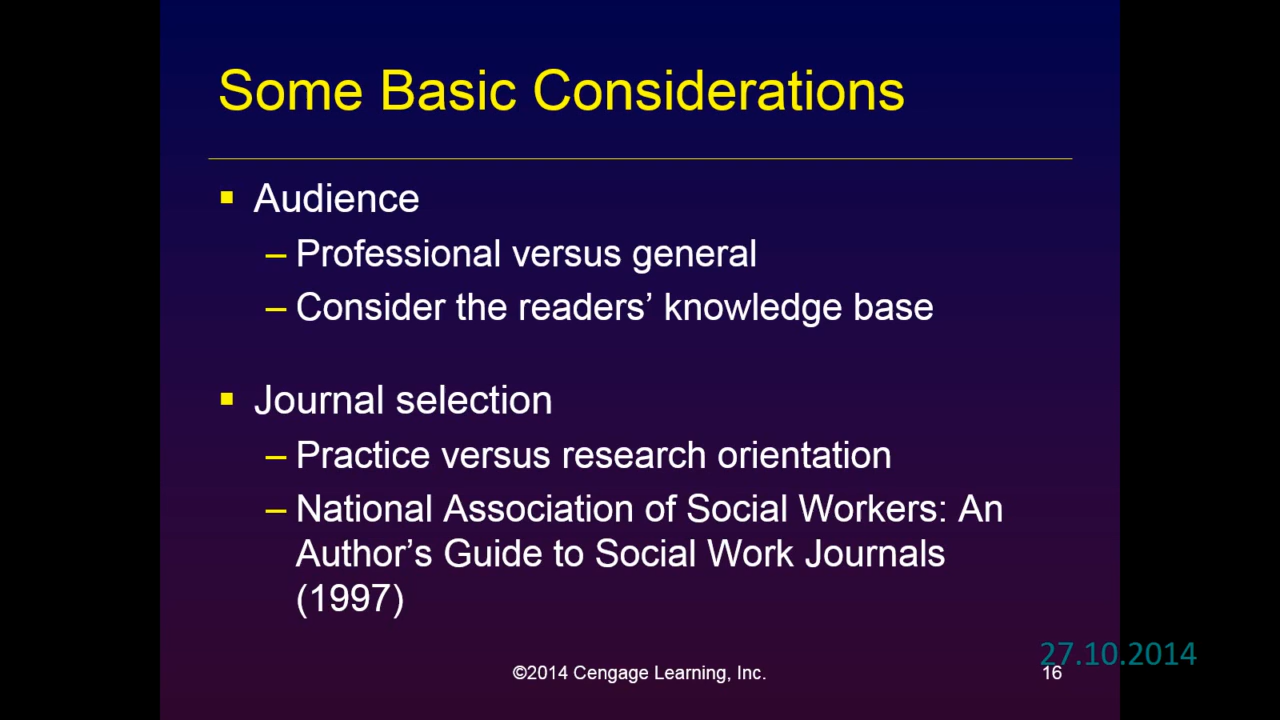 Some Basic Considerations
▪ Audience
– Professional versus general
– Consider the readers’ knowledge base
▪ Journal selection
– Practice versus research orientation
– National Association of Social Workers: An
Author’s Guide to Social Work Journals
(1997)
27.10.2014
©2014 Cengage Learning, Inc.
16